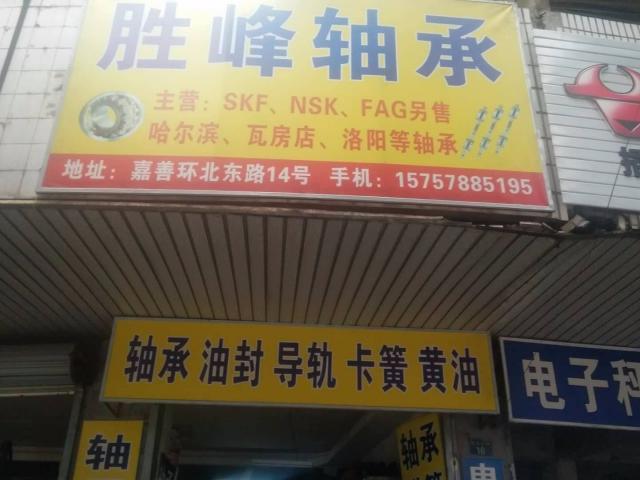 胜峰轴承
主营：SKF、NSK、FAG另售
哈尔滨、瓦房店、洛阳等轴承
地址：嘉善环北东路14号 手机：15757885195
轴承 油封 导轨 卡簧 黄油
电子秤
轴
轴承